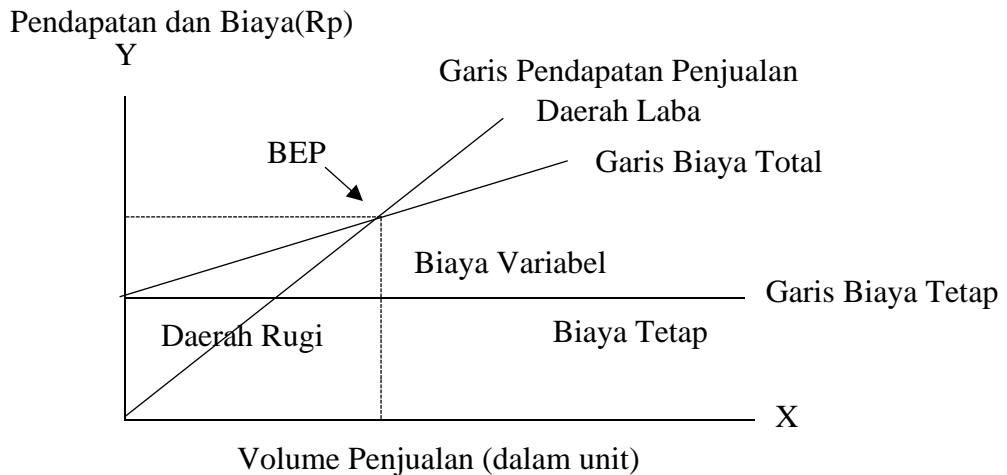 Pendapatan dan Biaya(Rp)
Y
Garis Pendapatan Penjualan
Daerah Laba
BEP
Garis Biaya Total
Biaya Variabel
Garis Biaya Tetap
Daerah Rugi
Biaya Tetap
X
Volume Penjualan (dalam unit)